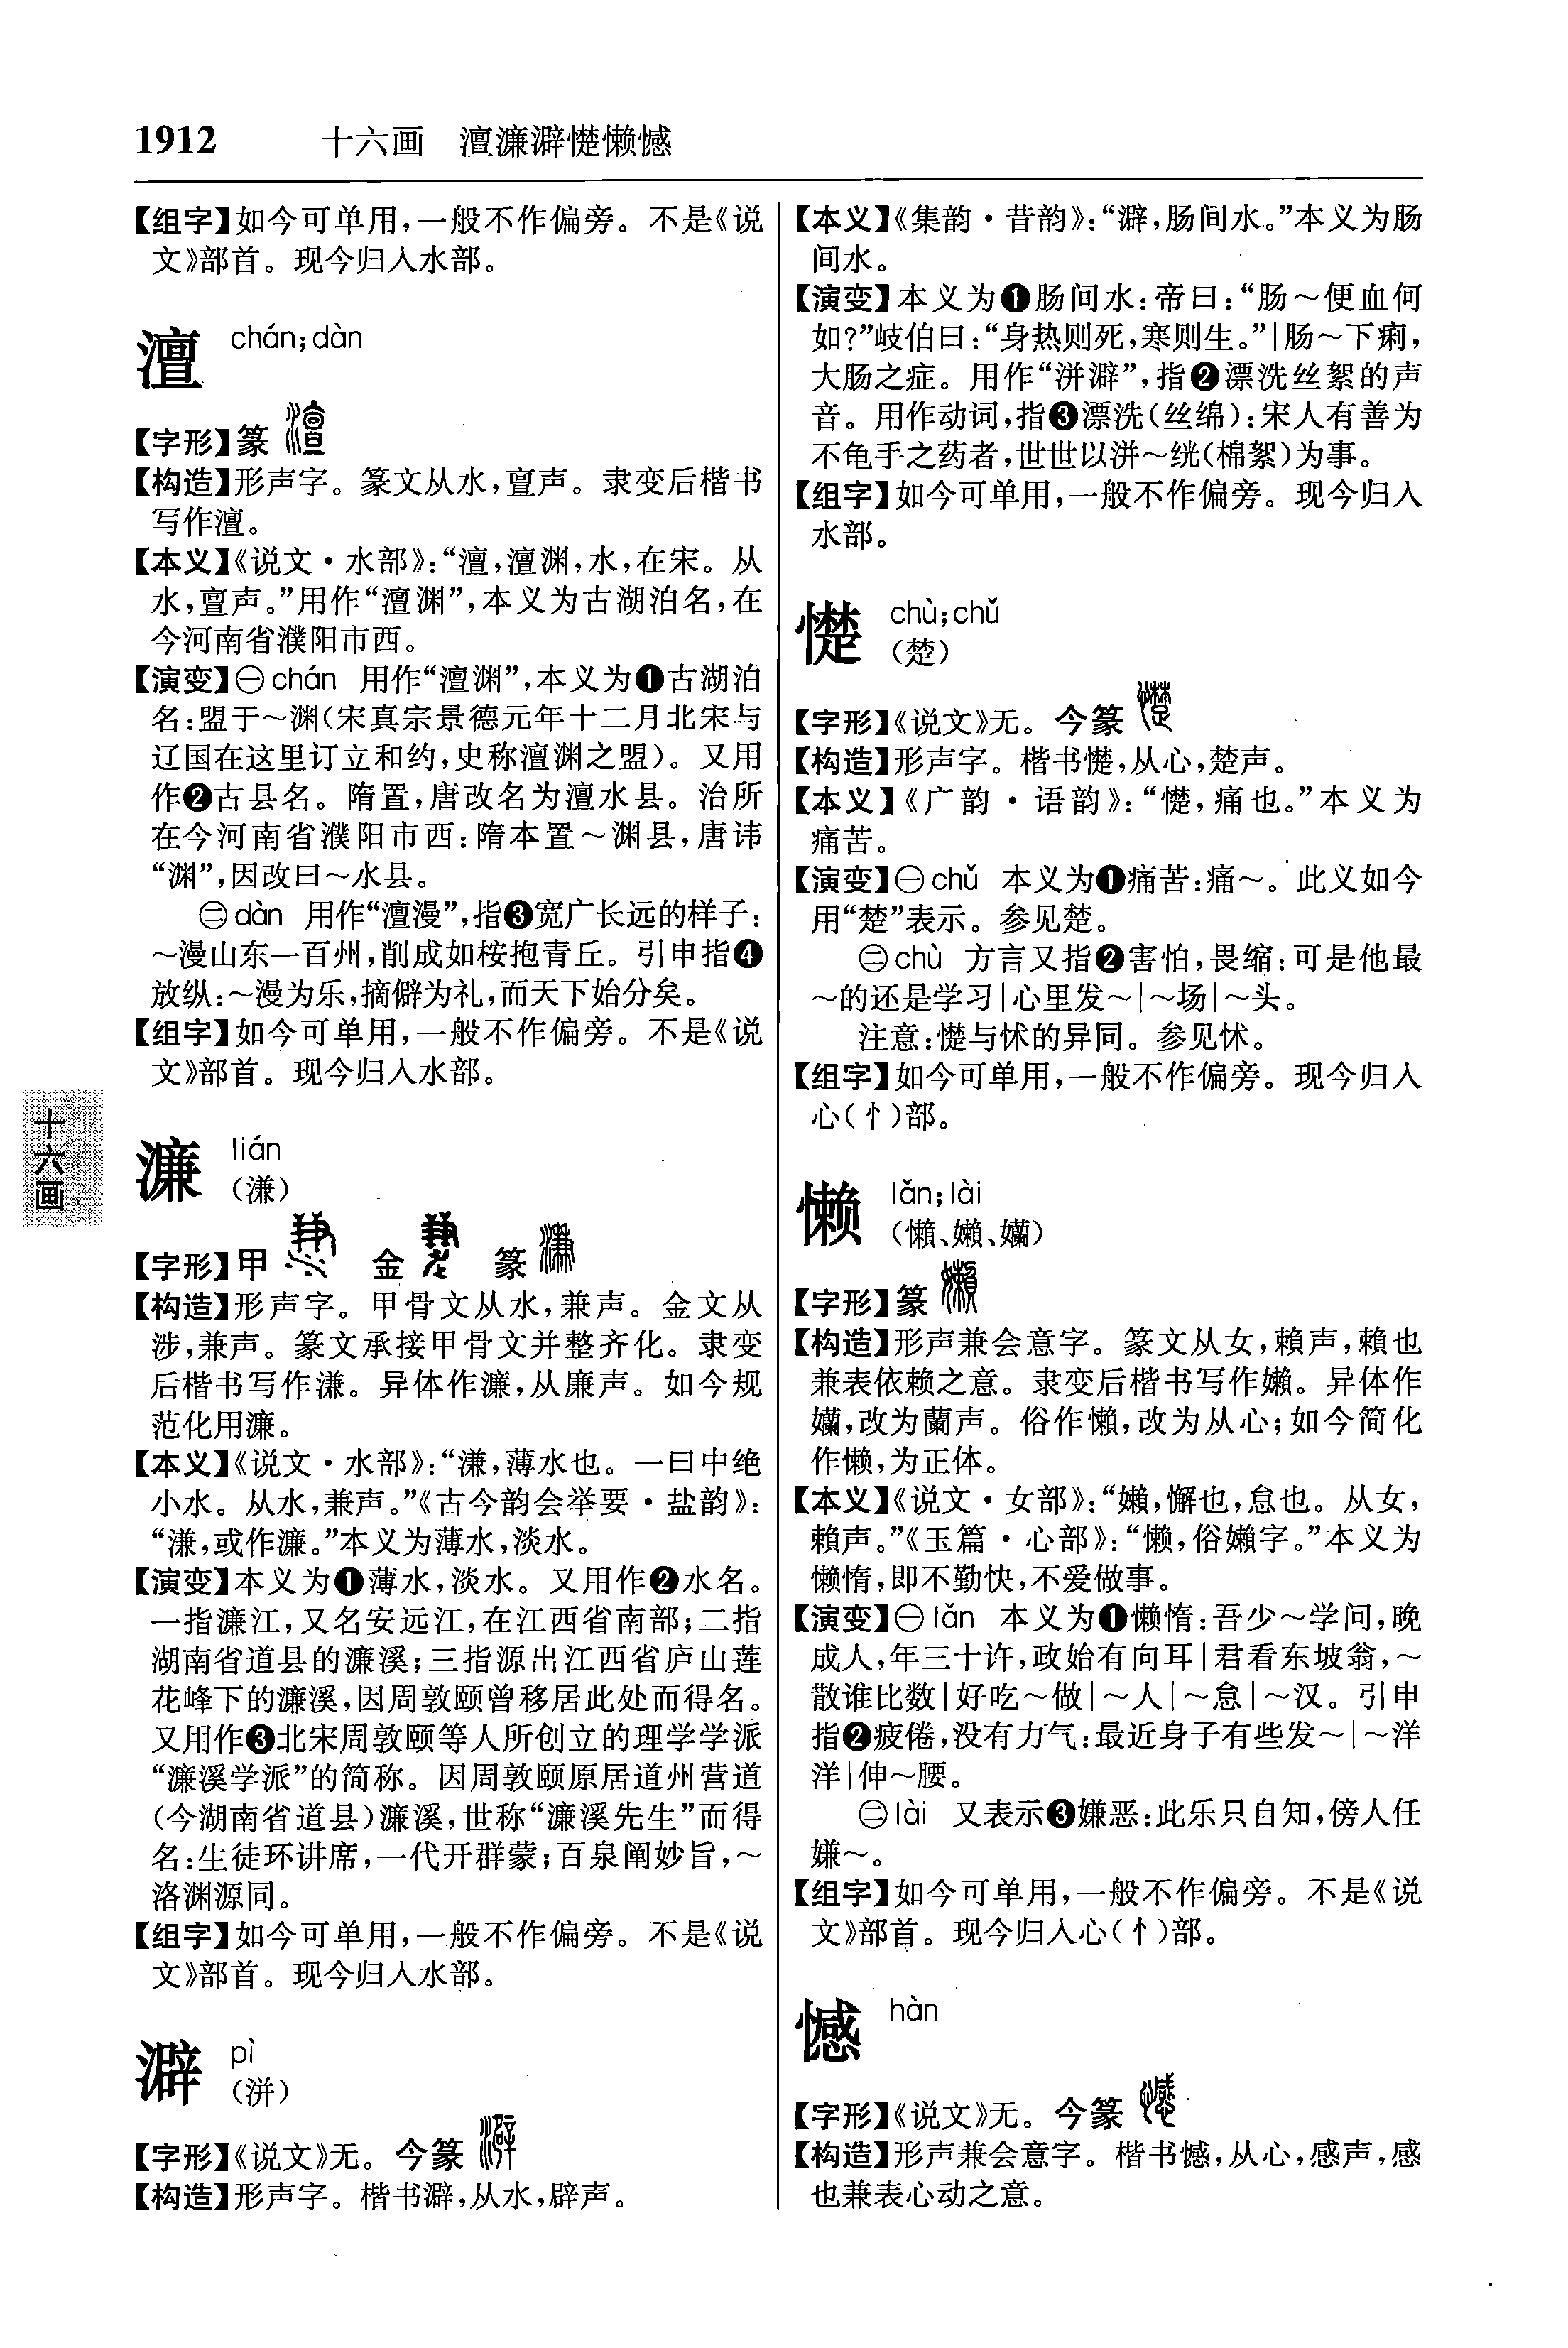 1912 十六画 澶濂澼憷懒憾
【组字】如今可单用,一般不作偏旁。不是《说
文》部首。现今归入水部。
澶 chán;dàn
【字形】篆
【构造】形声字。篆文从水,亶声。隶变后楷书
写作澶。
【本义】《说文·水部》:“澶,澶渊,水,在宋。从
水,亶声。”用作“澶渊”,本义为古湖泊名,在
今河南省濮阳市西。
【演变】㊀chán 用作“澶渊”,本义为❶古湖泊
名:盟于～渊(宋真宗景德元年十二月北宋与
辽国在这里订立和约,史称澶渊之盟)。又用
作❷古县名。隋置,唐改名为澶水县。治所
在今河南省濮阳市西:隋本置～渊县,唐讳
“渊”,因改曰～水县。
㊁dàn 用作“澶漫”,指❸宽广长远的样子:
～漫山东一百州,削成如桉抱青丘。引申指❹
放纵:～漫为乐,摘僻为礼,而天下始分矣。
【组字】如今可单用,一般不作偏旁。不是《说
文》部首。现今归入水部。
濂 lián
(溓)
【字形】甲 金 篆
【构造】形声字。甲骨文从水,兼声。金文从
涉,兼声。篆文承接甲骨文并整齐化。隶变
后楷书写作溓。异体作濂,从廉声。如今规
范化用濂。
【本义】《说文·水部》:“溓,薄水也。一曰中绝
小水。从水,兼声。”《古今韵会举要·盐韵》:
“溓,或作濂。”本义为薄水,淡水。
【演变】本义为❶薄水,淡水。又用作❷水名。
一指濂江,又名安远江,在江西省南部;二指
湖南省道县的濂溪;三指源出江西省庐山莲
花峰下的濂溪,因周敦颐曾移居此处而得名。
又用作❸北宋周敦颐等人所创立的理学学派
“濂溪学派”的简称。因周敦颐原居道州营道
(今湖南省道县)濂溪,世称“濂溪先生”而得
名:生徒环讲席,一代开群蒙;百泉阐妙旨,～
洛渊源同。
【组字】如今可单用,一般不作偏旁。不是《说
文》部首。现今归入水部。
澼 pì
(洴)
【字形】《说文》无。今篆
【构造】形声字。楷书澼,从水,辟声。
【本义】《集韵·昔韵》:“澼,肠间水。”本义为肠
间水。
【演变】本义为❶肠间水:帝曰:“肠～便血何
如?”岐伯曰:“身热则死,寒则生。”|肠～下痢,
大肠之症。用作“洴澼”,指❷漂洗丝絮的声
音。用作动词,指❸漂洗(丝绵):宋人有善为
不龟手之药者,世世以洴～绕(棉絮)为事。
【组字】如今可单用,一般不作偏旁。现今归入
水部。
憷 chù;chǔ
(楚)
【字形】《说文》无。今篆
【构造】形声字。楷书憷,从心,楚声。
【本义】《广韵·语韵》:“憷,痛也。”本义为
痛苦。
【演变】㊀chǔ 本义为❶痛苦:痛～。此义如今
用“楚”表示。参见楚。
㊁chù 方言又指❷害怕,畏缩:可是他最
～的还是学习|心里发～|～场|～头。
注意:憷与怵的异同。参见怵。
【组字】如今可单用,一般不作偏旁。现今归入
心(忄)部。
懒 lǎn;lài
(懶、嬾、孏)
【字形】篆
【构造】形声兼会意字。篆文从女,賴声,賴也
兼表依赖之意。隶变后楷书写作嬾。异体作
孏,改为蘭声。俗作懶,改为从心;如今简化
作懒,为正体。
【本义】《说文·女部》:“嬾,懈也,怠也。从女,
賴声。”《玉篇·心部》:“懒,俗嬾字。”本义为
懒惰,即不勤快,不爱做事。
【演变】㊀lǎn 本义为❶懒惰:吾少～学问,晚
成人,年三十许,政始有向耳|君看东坡翁,～
散谁比数|好吃～做|～人|～怠|～汉。引申
指❷疲倦,没有力气:最近身子有些发～|～洋
洋|伸～腰。
㊁lài 又表示❸嫌恶:此乐只自知,傍人任
嫌～。
【组字】如今可单用,一般不作偏旁。不是《说
文》部首。现今归入心(忄)部。
憾 hàn
【字形】《说文》无。今篆
【构造】形声兼会意字。楷书憾,从心,感声,感
也兼表心动之意。
十六画